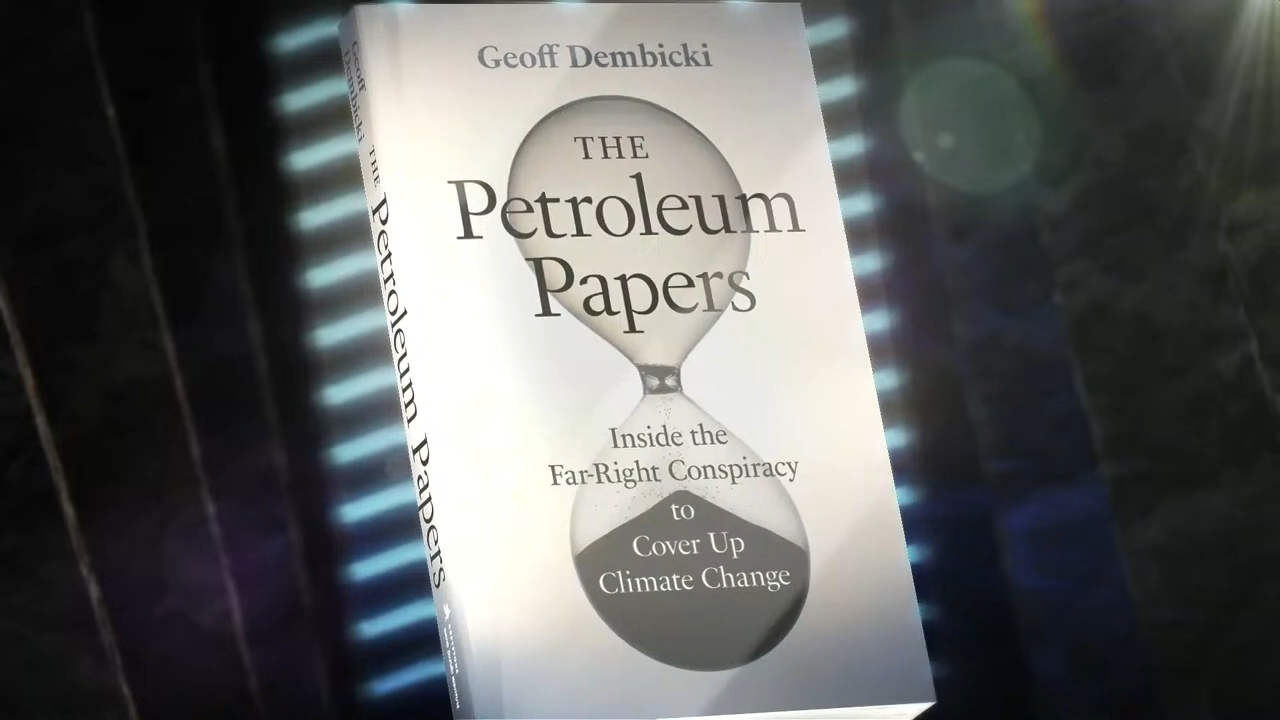 Geoff Dembicki
THE
Petroleum
Papers
Inside the
Far-Right Conspiracy
to
Cover Up
Climate Change
Geoff
Dembicki
THE
Petroleum Papers